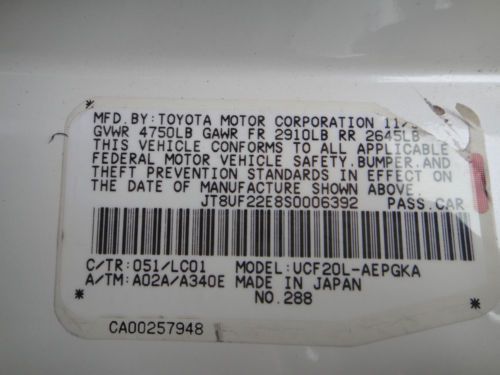 MFD.BY:TOYOTA MOTOR CORPORATION 11/
GVWR 4750LB GAWR FR 2910LB RR 2645LB
THIS VEHICLE CONFORMS TO ALL APPLICABLE
FEDERAL MOTOR VEHICLE SAFETY,BUMPER,AND
THEFT PREVENTION STANDARDS IN EFFECT ON
THE DATE OF MANUFACTURE SHOWN ABOVE.
JT8UF22E8S0006392 PASS.CAR
C/TR:051/LC01 MODEL:UCF20L-AEPGKA
A/TM:A02A/A340E MADE IN JAPAN
NO.288
CA00257948